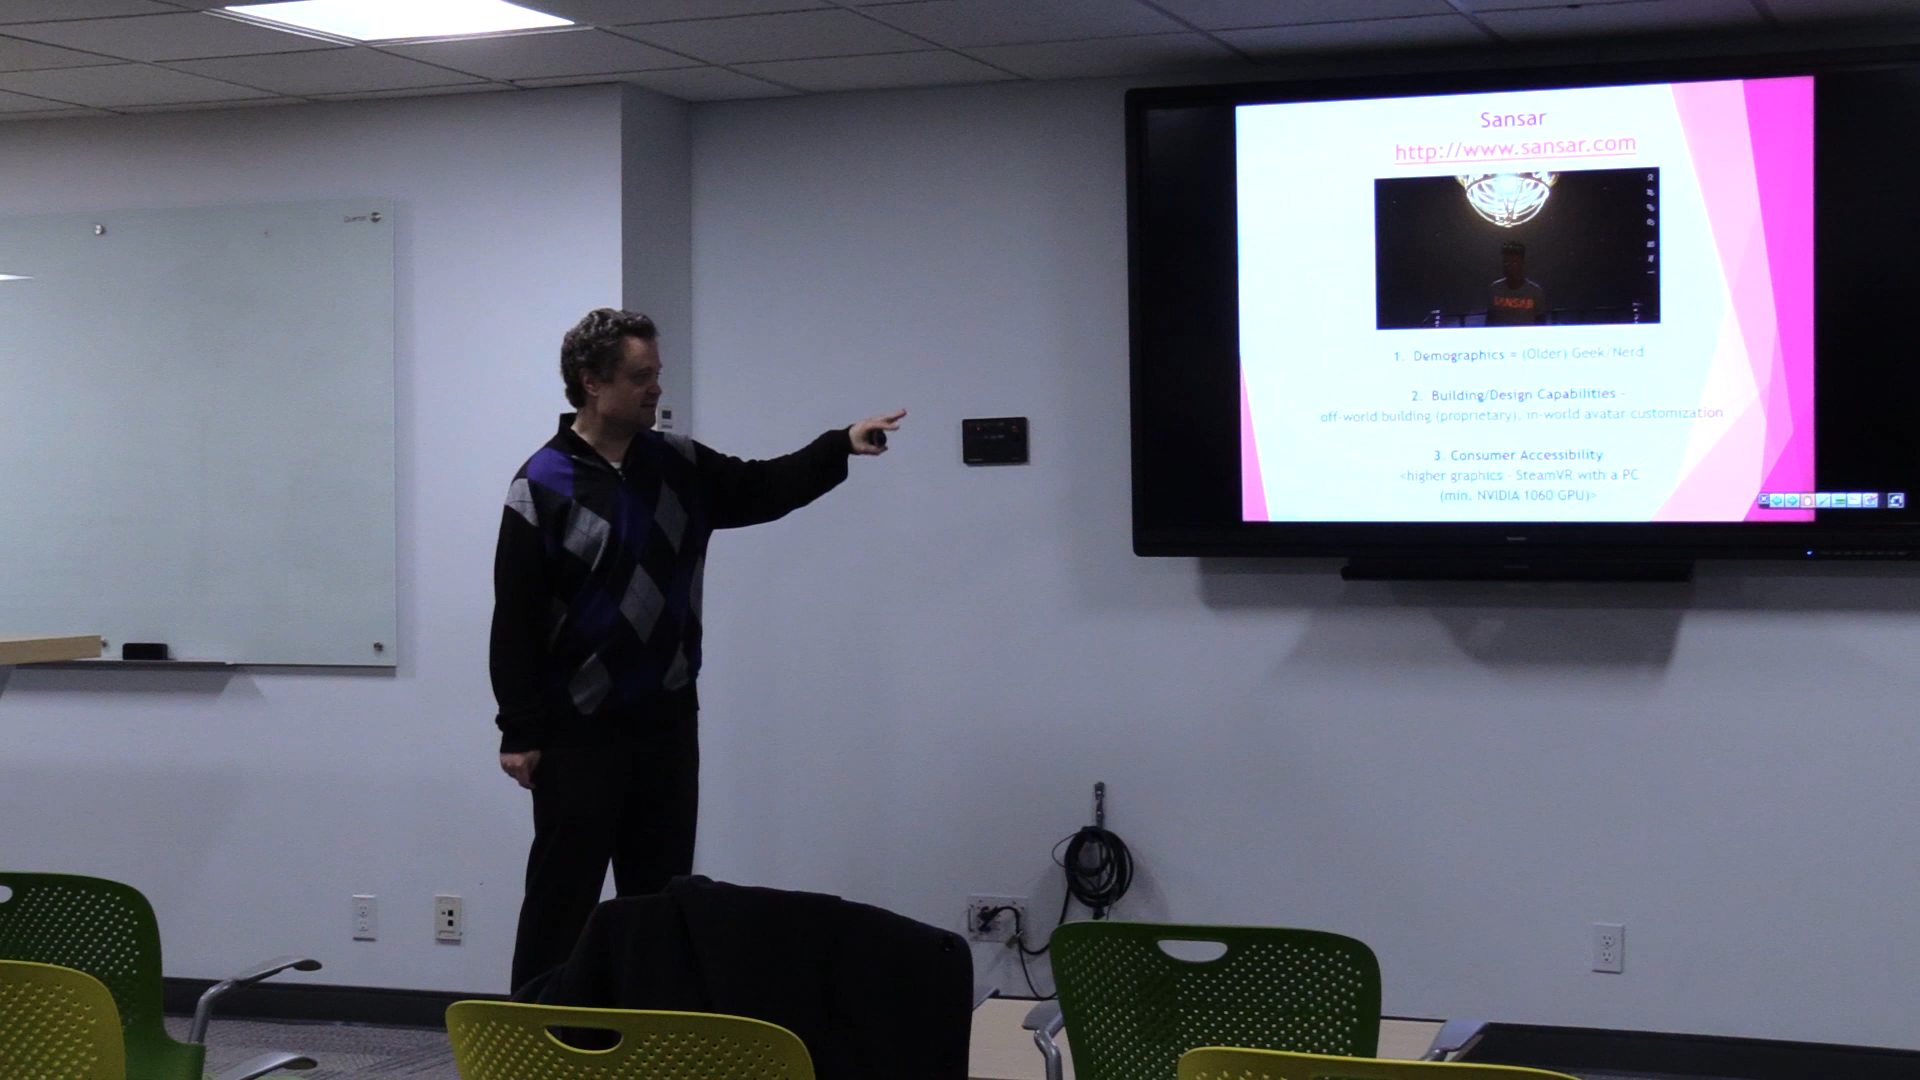 Sansar
http://www.sansar.com
SANSAR
1. Demographics = (Older) Geek/Nerd
2. Building/Design Capabilities -
off-world building (proprietary), in-world avatar customization
3. Consumer Accessibility
<higher graphics - SteamVR with a PC
(min. NVIDIA 1060 GPU)>